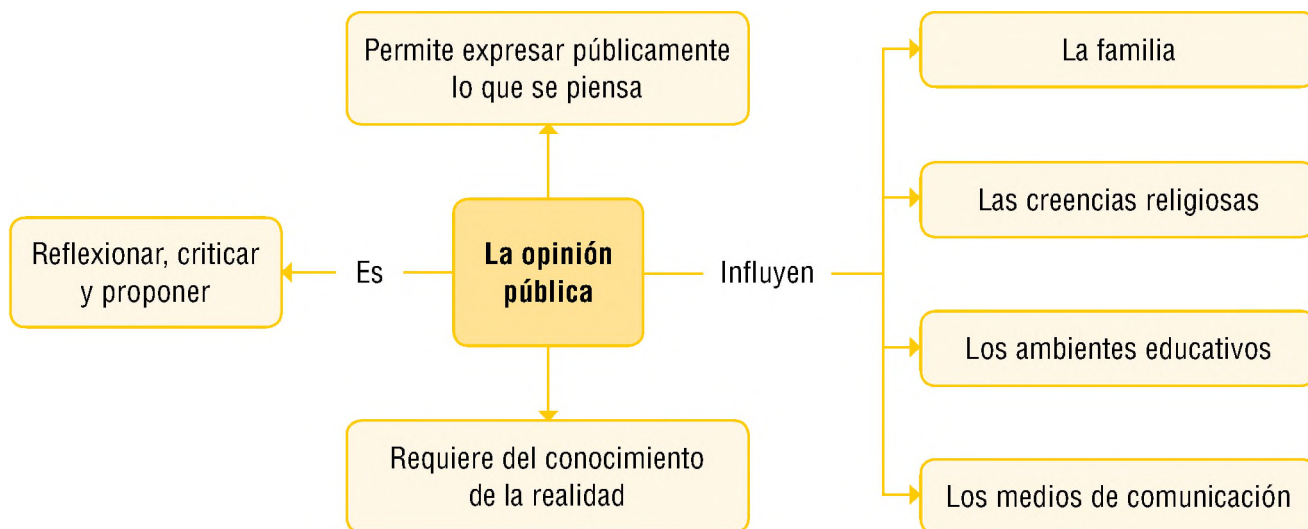 Permite expresar públicamente
lo que se piensa
Reflexionar, criticar
y proponer
Es
La opinión
pública
Influyen
Requiere del conocimiento
de la realidad
La familia
Las creencias religiosas
Los ambientes educativos
Los medios de comunicación